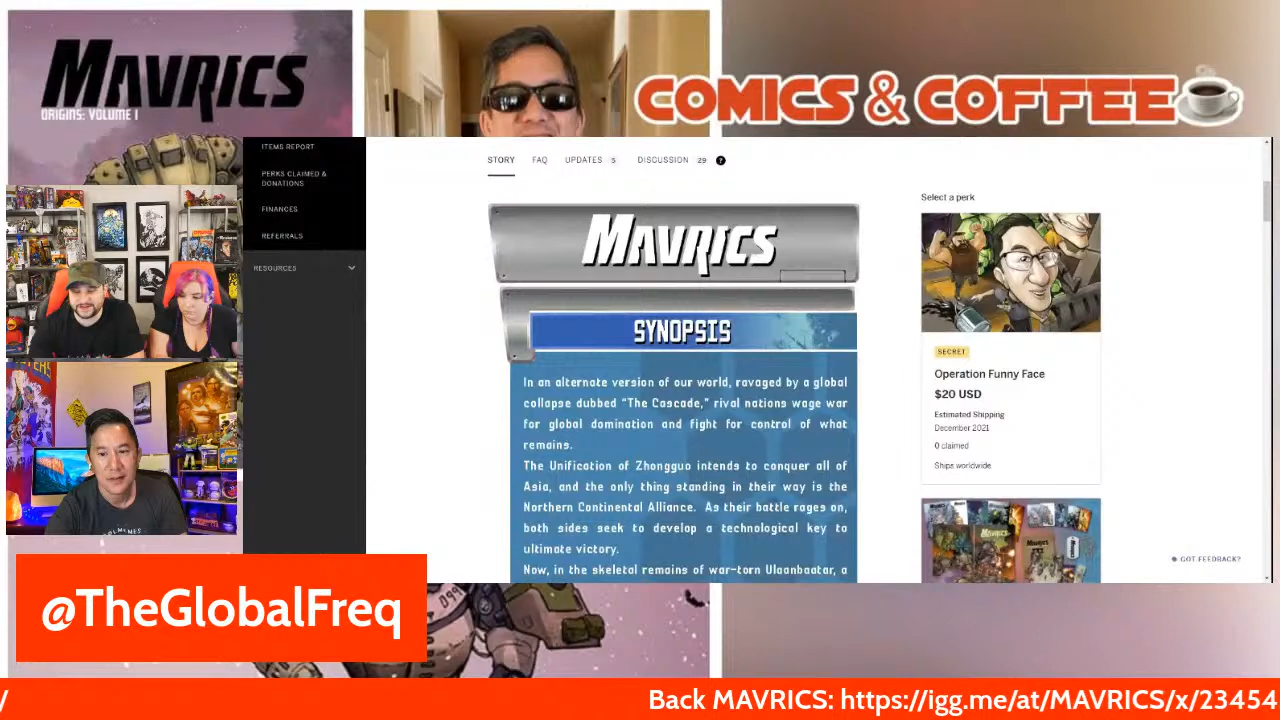 MAVRICS
ORIGINS: VOLUME I
COMICS & COFFEE
ITEMS REPORT
PERKS CLAIMED &
DONATIONS
FINANCES
REFERRALS
RESOURCES
STORY FAQ UPDATES 5 DISCUSSION 29 ?
MAVRICS
SYNOPSIS
In an alternate version of our world, ravaged by a global
collapse dubbed "The Cascade," rival nations wage war
for global domination and fight for control of what
remains.
The Unification of Zhongguo intends to conquer all of
Asia, and the only thing standing in their way is the
Northern Continental Alliance. As their battle rages on,
both sides seek to develop a technological key to
ultimate victory.
Now, in the skeletal remains of war-torn Ulaanbaatar, a
Select a perk
SECRET
Operation Funny Face
$20 USD
Estimated Shipping
December 2021
0 claimed
Ships worldwide
GOT FEEDBACK?
@TheGlobalFreq
/ Back MAVRICS: https://igg.me/at/MAVRICS/x/23454